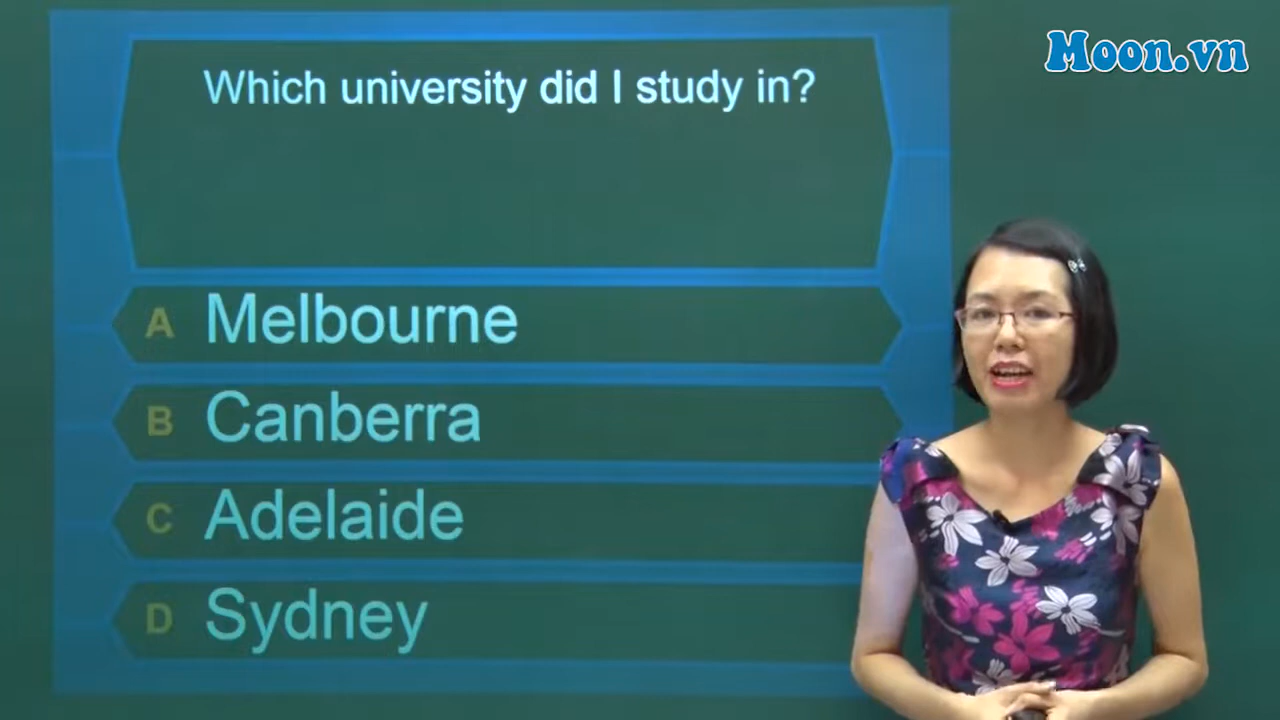 Moon.vn
Which university did I study in?
A Melbourne
B Canberra
C Adelaide
D Sydney